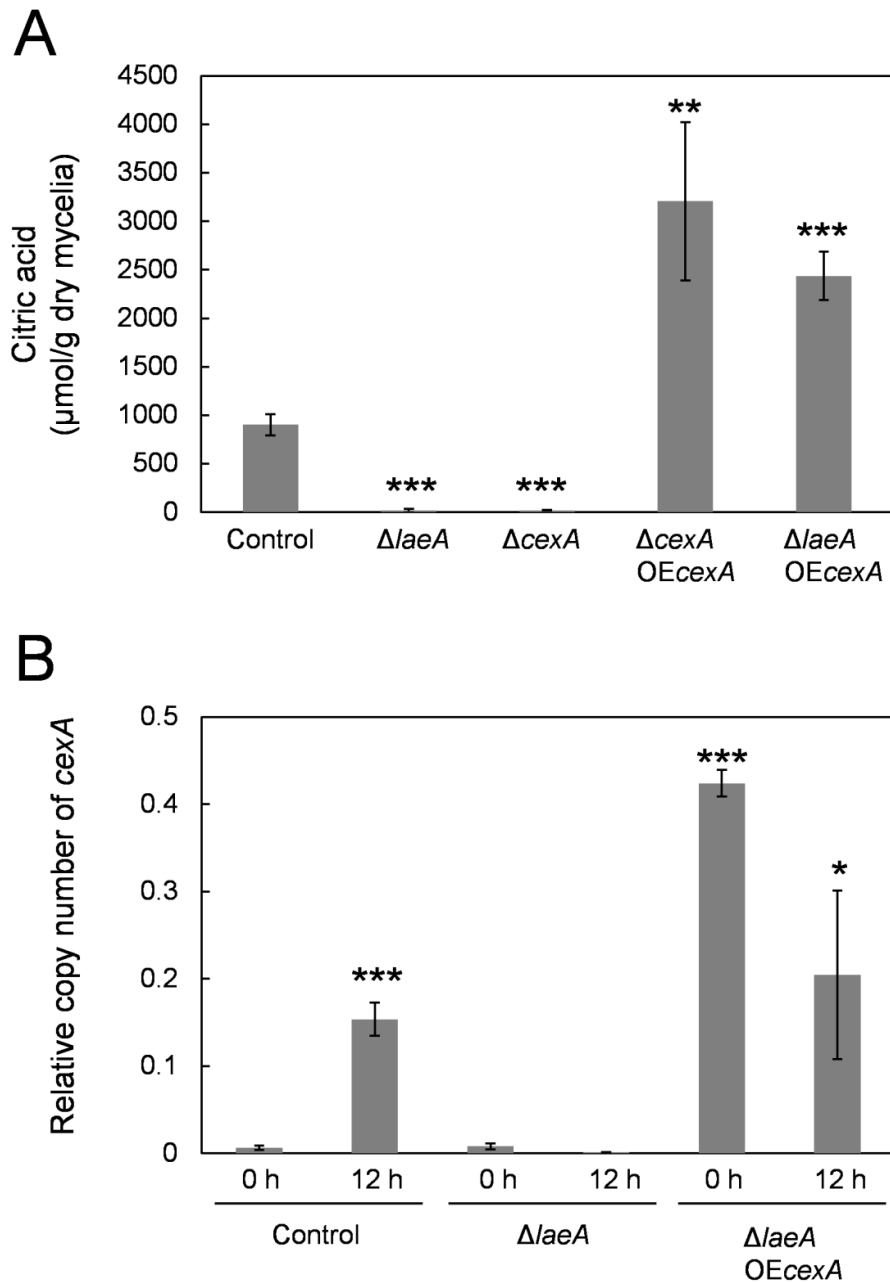 A
Citric acid
(µmol/g dry mycelia)
4500
4000
3500
3000
2500
2000
1500
1000
500
0
***
***
**
***
Control
ΔlaeA
ΔcexA
ΔcexA
OEcexA
ΔlaeA
OEcexA
B
Relative copy number of cexA
0.5
0.4
0.3
0.2
0.1
0
***
***
*
0 h
12 h
0 h
12 h
0 h
12 h
Control
ΔlaeA
ΔlaeA
OEcexA